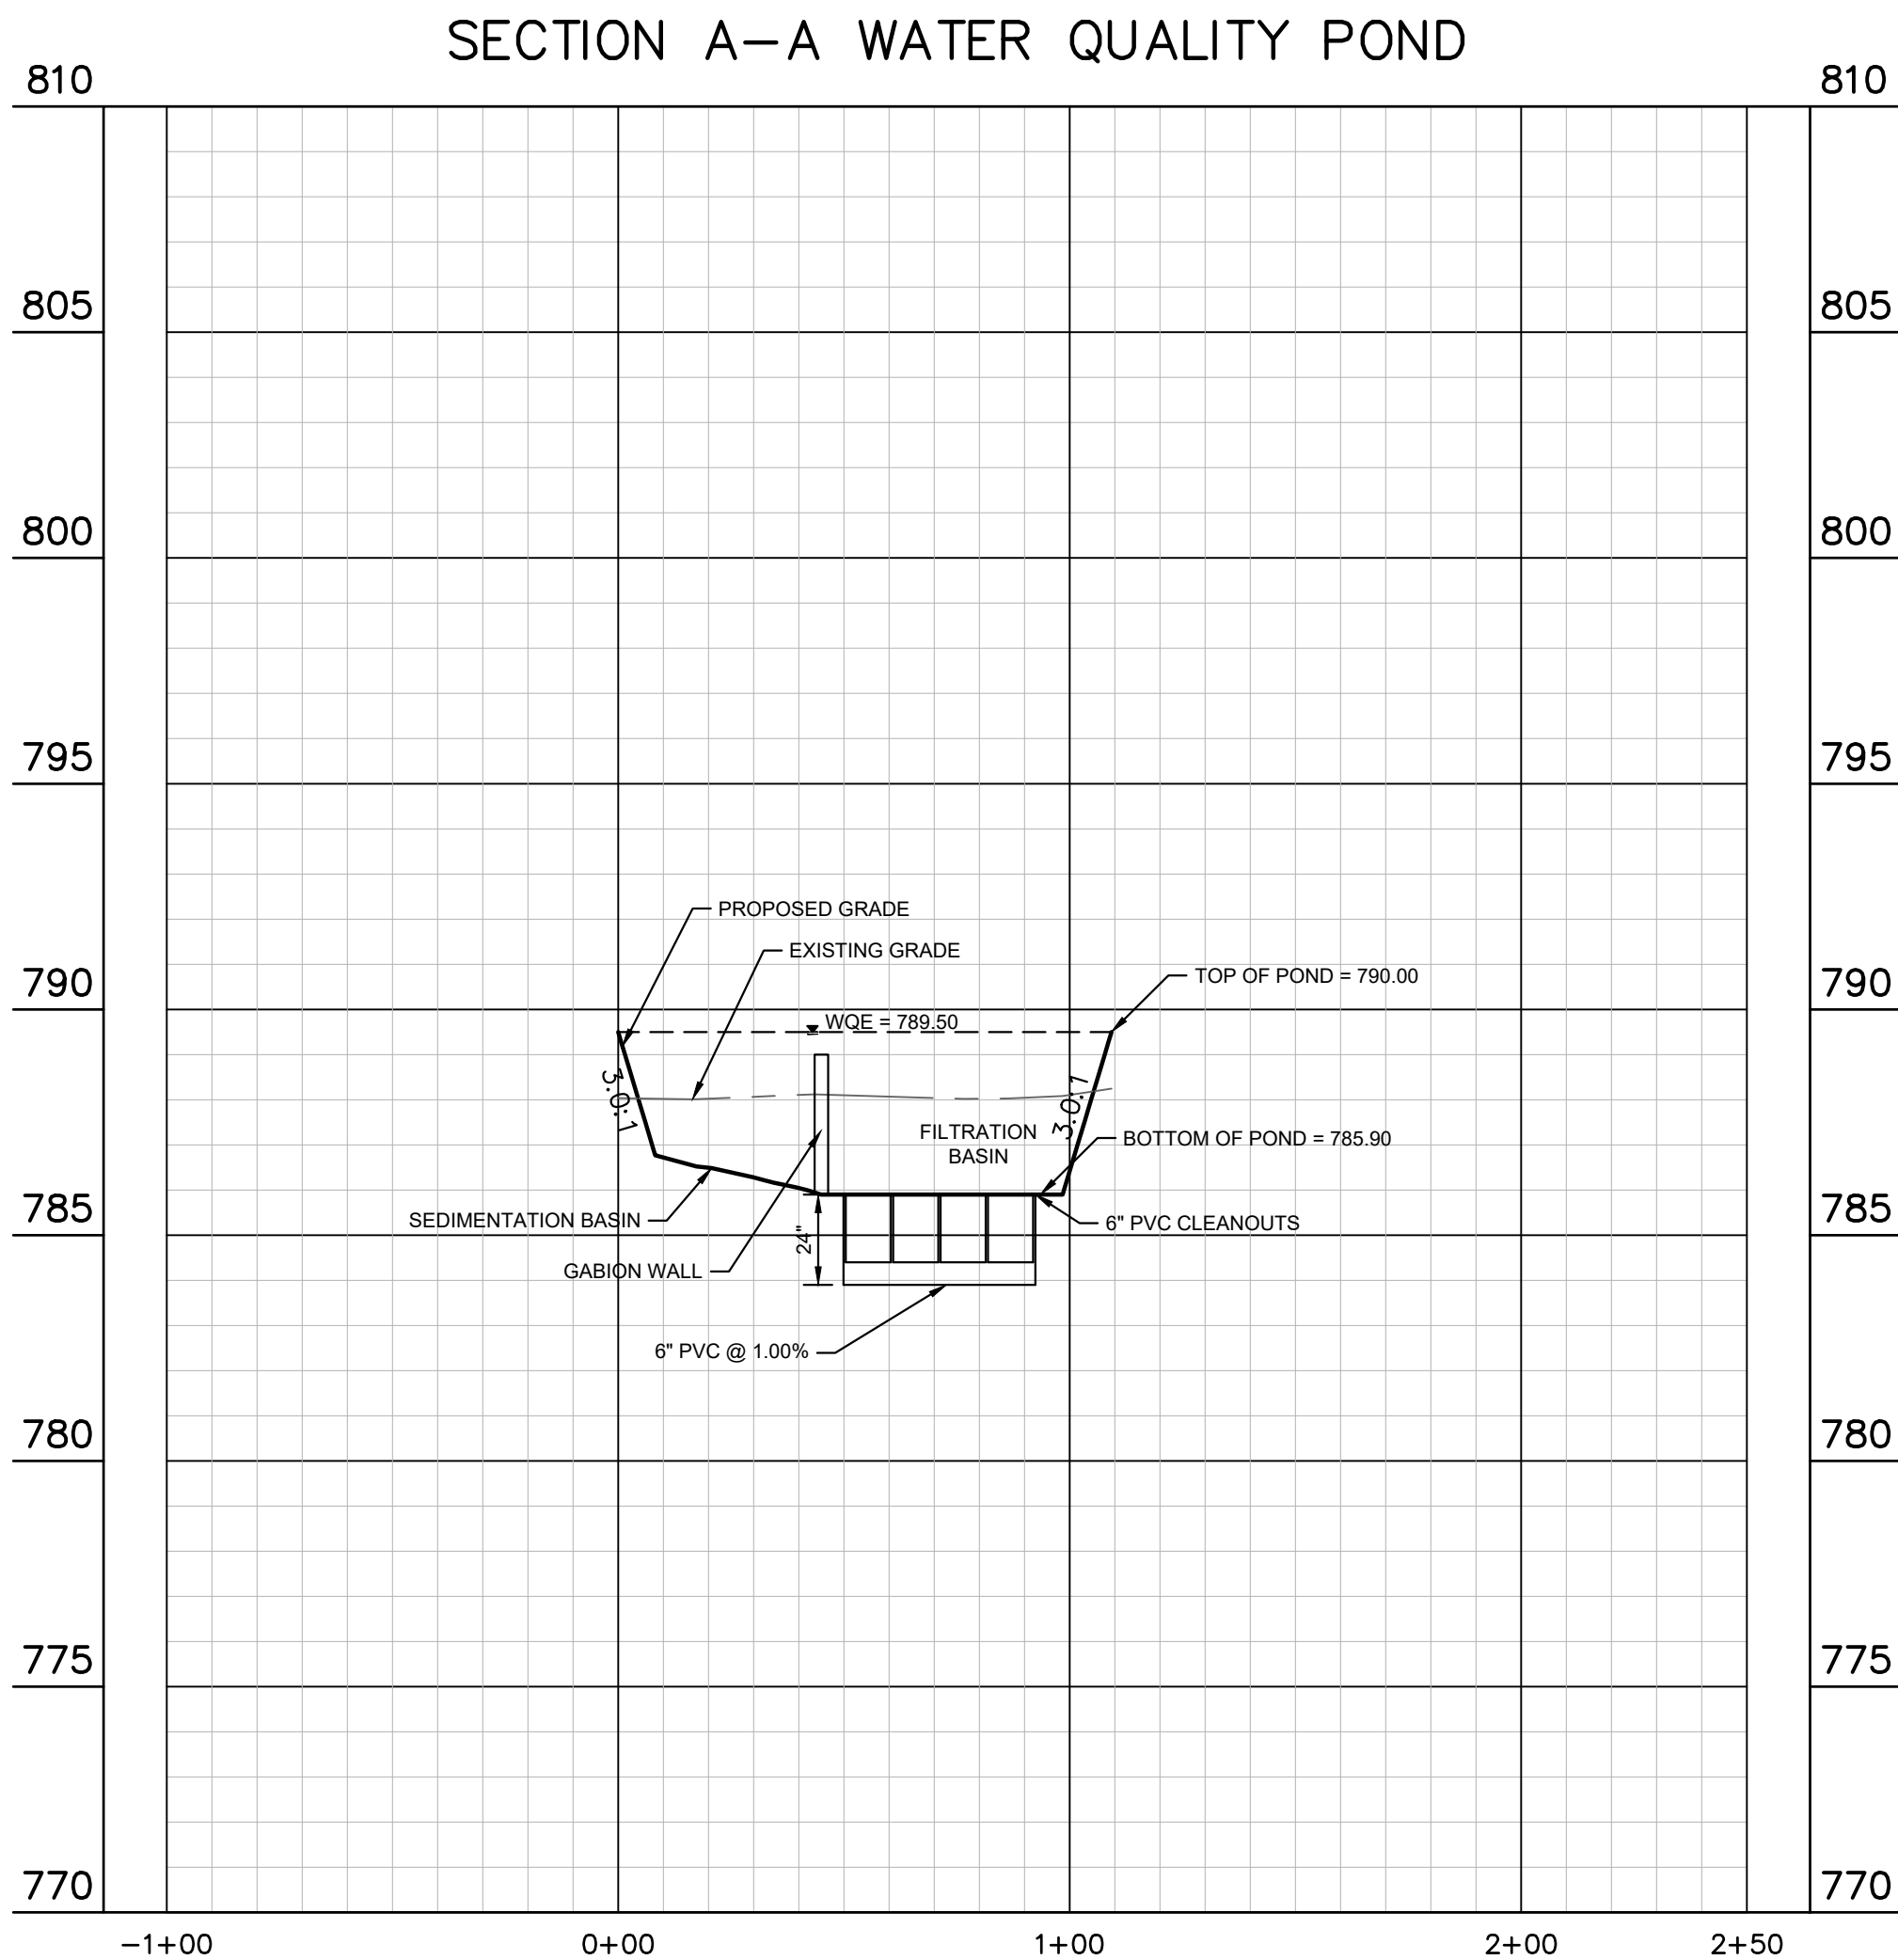 SECTION A-A WATER QUALITY POND
810 810
805 805
800 800
795 795
PROPOSED GRADE
EXISTING GRADE
TOP OF POND = 790.00
790 790
WQE = 789.50
3.0:1 3.0:1
FILTRATION
BASIN
BOTTOM OF POND = 785.90
785 785
SEDIMENTATION BASIN
6" PVC CLEANOUTS
24"
GABION WALL
6" PVC @ 1.00%
780 780
775 775
770 770
-1+00 0+00 1+00 2+00 2+50